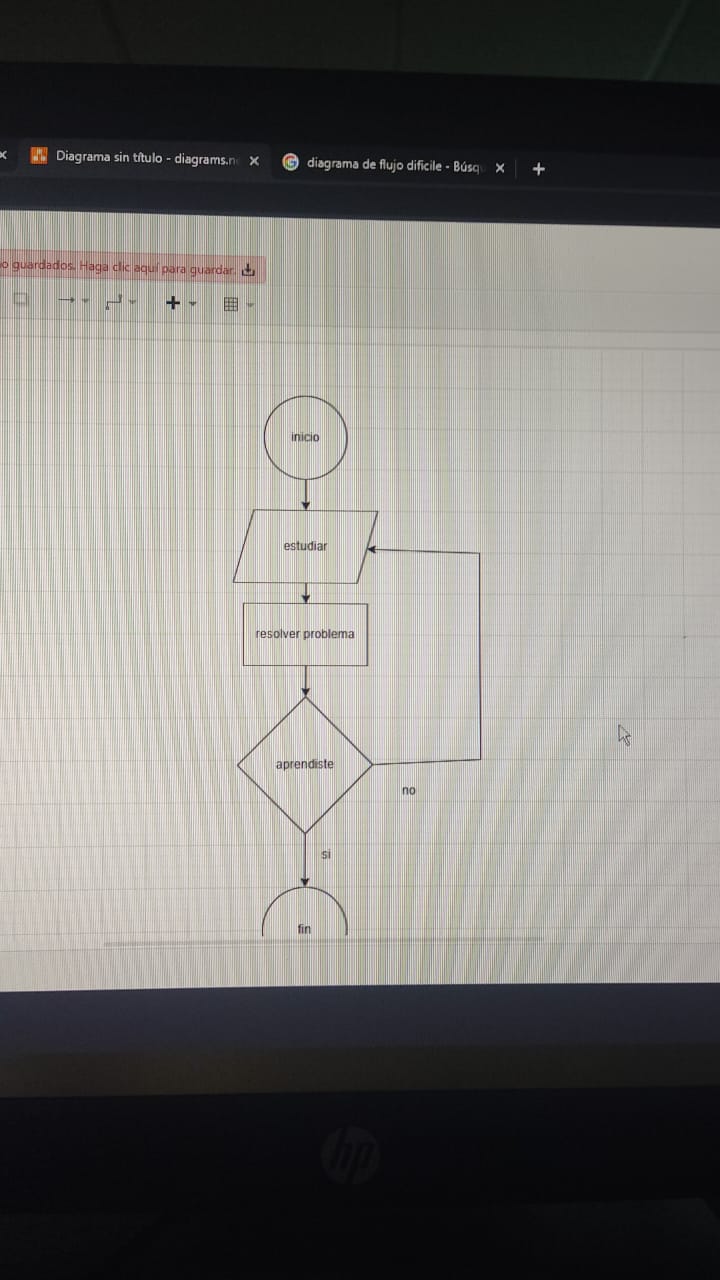 Diagrama sin título - diagrams.n
diagrama de flujo dificile - Búsq
guardados. Haga clic aquí para guardar.
inicio
estudiar
resolver problema
aprendiste
no
si
fin
hp